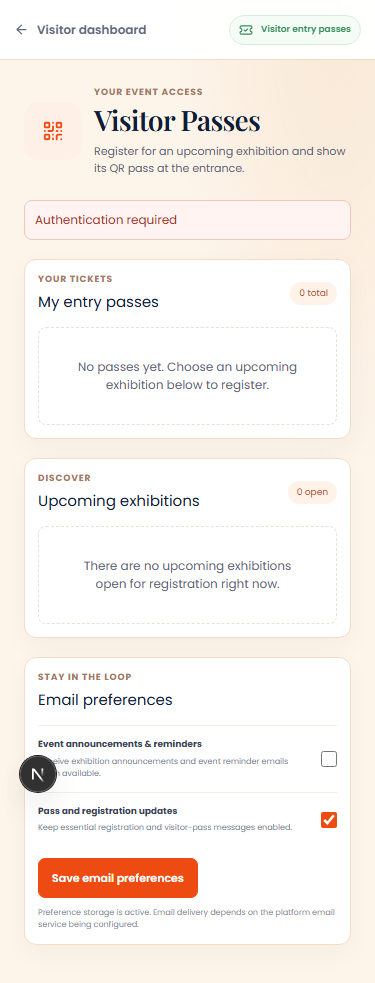 Visitor dashboard
Visitor entry passes
YOUR EVENT ACCESS
Visitor Passes
Register for an upcoming exhibition and show
its QR pass at the entrance.
Authentication required
YOUR TICKETS
My entry passes
0 total
No passes yet. Choose an upcoming
exhibition below to register.
DISCOVER
Upcoming exhibitions
0 open
There are no upcoming exhibitions
open for registration right now.
STAY IN THE LOOP
Email preferences
Event announcements & reminders
exhibition announcements and event reminder emails
available.
N
Pass and registration updates
Keep essential registration and visitor-pass messages enabled.
Save email preferences
Preference storage is active. Email delivery depends on the platform email
service being configured.